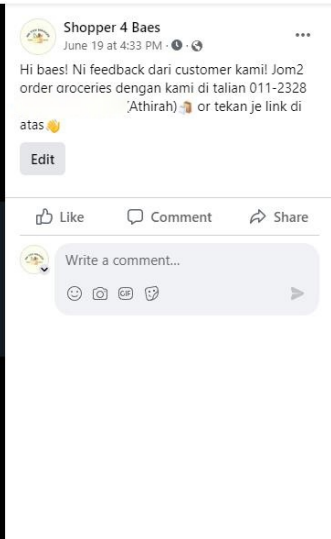 Shopper 4 Baes
June 19 at 4:33 PM
Hi baes! Ni feedback dari customer kami! Jom2
order groceries dengan kami di talian 011-2328
Athirah) or tekan je link di
atas
Edit
Like Comment Share
Write a comment...
GIF